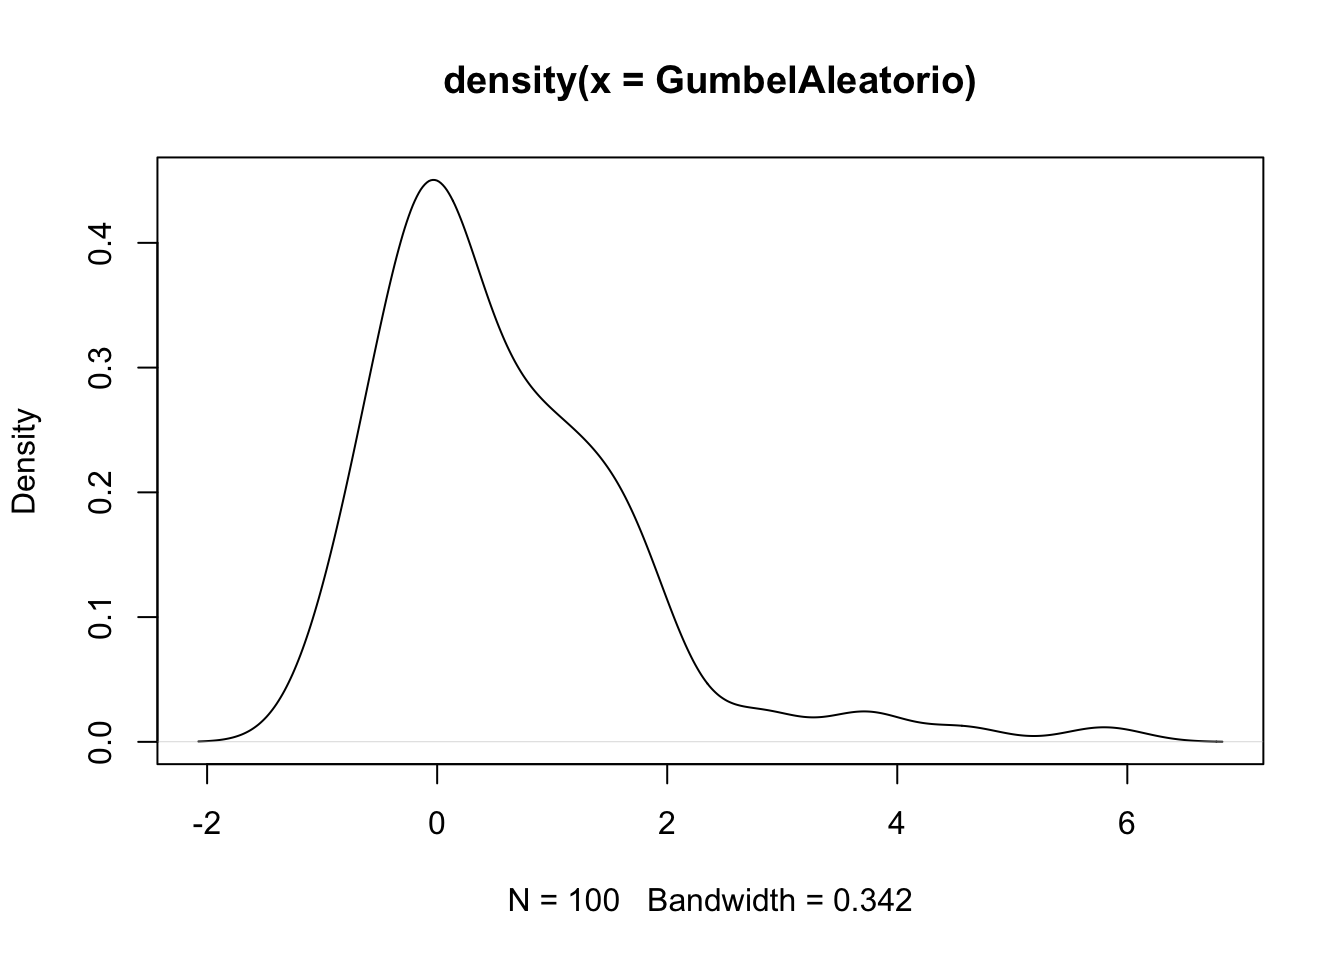 density(x = GumbelAleatorio)
Density
0.4
0.3
0.2
0.1
0.0
-2 0 2 4 6
N = 100 Bandwidth = 0.342